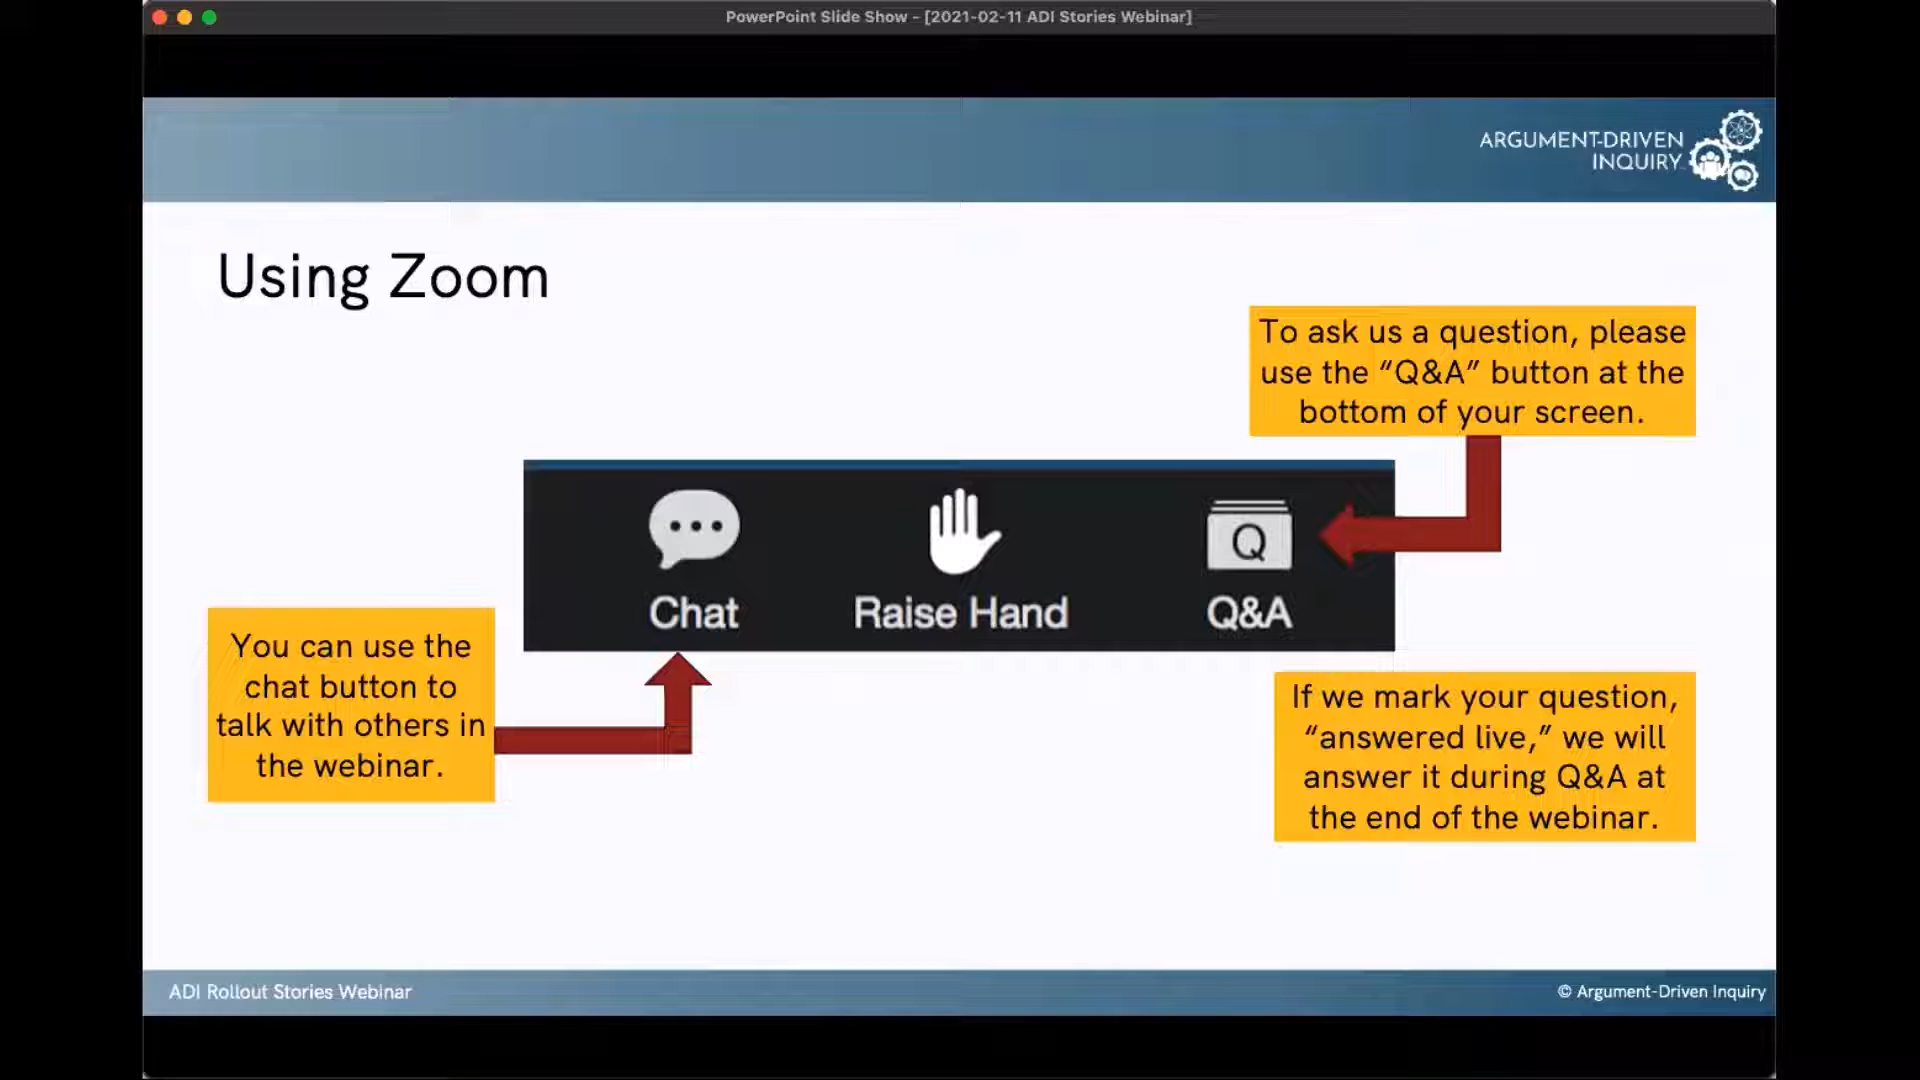 PowerPoint Slide Show - [2021-02-11 ADI Stories Webinar]
ARGUMENT-DRIVEN
INQUIRY
Using Zoom
To ask us a question, please
use the “Q&A” button at the
bottom of your screen.
Q
Chat
Raise Hand
Q&A
You can use the
chat button to
talk with others in
the webinar.
If we mark your question,
“answered live,” we will
answer it during Q&A at
the end of the webinar.
ADI Rollout Stories Webinar
© Argument-Driven Inquiry